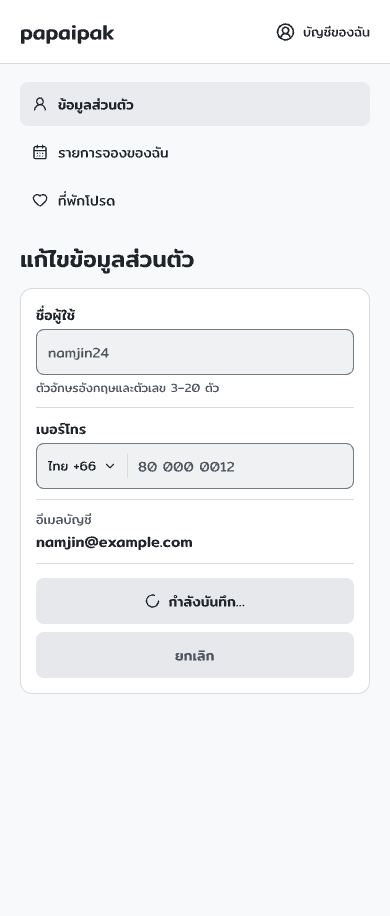 papaipak
บัญชีของฉัน
ข้อมูลส่วนตัว
รายการจองของฉัน
ที่พักโปรด
แก้ไขข้อมูลส่วนตัว
ชื่อผู้ใช้
namjin24
ตัวอักษรอังกฤษและตัวเลข 3–20 ตัว
เบอร์โทร
ไทย +66 80 000 0012
อีเมลบัญชี
namjin@example.com
กำลังบันทึก...
ยกเลิก